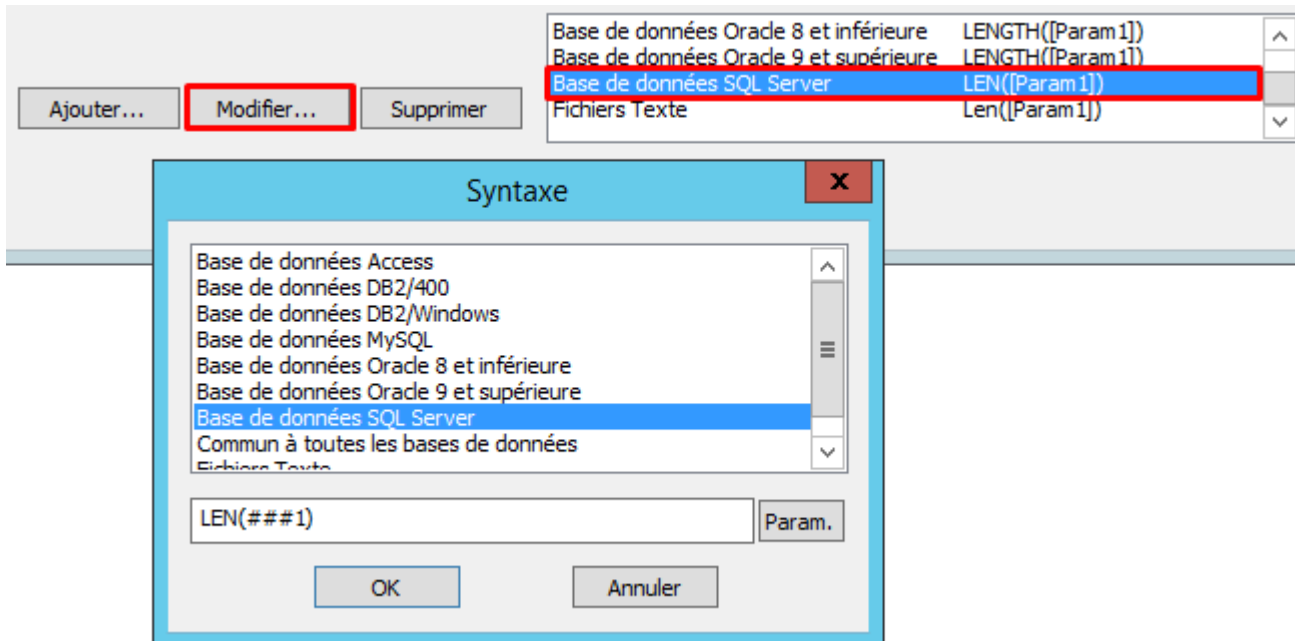 Base de données Oracle 8 et inférieure LENGTH([Param1])
Base de données Oracle 9 et supérieure LENGTH([Param1])
Base de données SQL Server LEN([Param1])
Fichiers Texte Len([Param1])
Ajouter... Modifier... Supprimer
Syntaxe
x
Base de données Access
Base de données DB2/400
Base de données DB2/Windows
Base de données MySQL
Base de données Oracle 8 et inférieure
Base de données Oracle 9 et supérieure
Base de données SQL Server
Commun à toutes les bases de données
Fichiers Texte
LEN(###1) Param.
OK Annuler